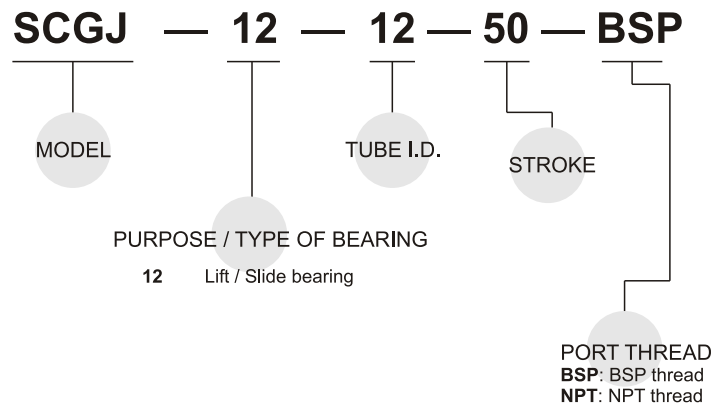 SCGJ — 12 — 12 — 50 — BSP
MODEL
TUBE I.D.
STROKE
PURPOSE / TYPE OF BEARING
12 Lift / Slide bearing
PORT THREAD
BSP: BSP thread
NPT: NPT thread